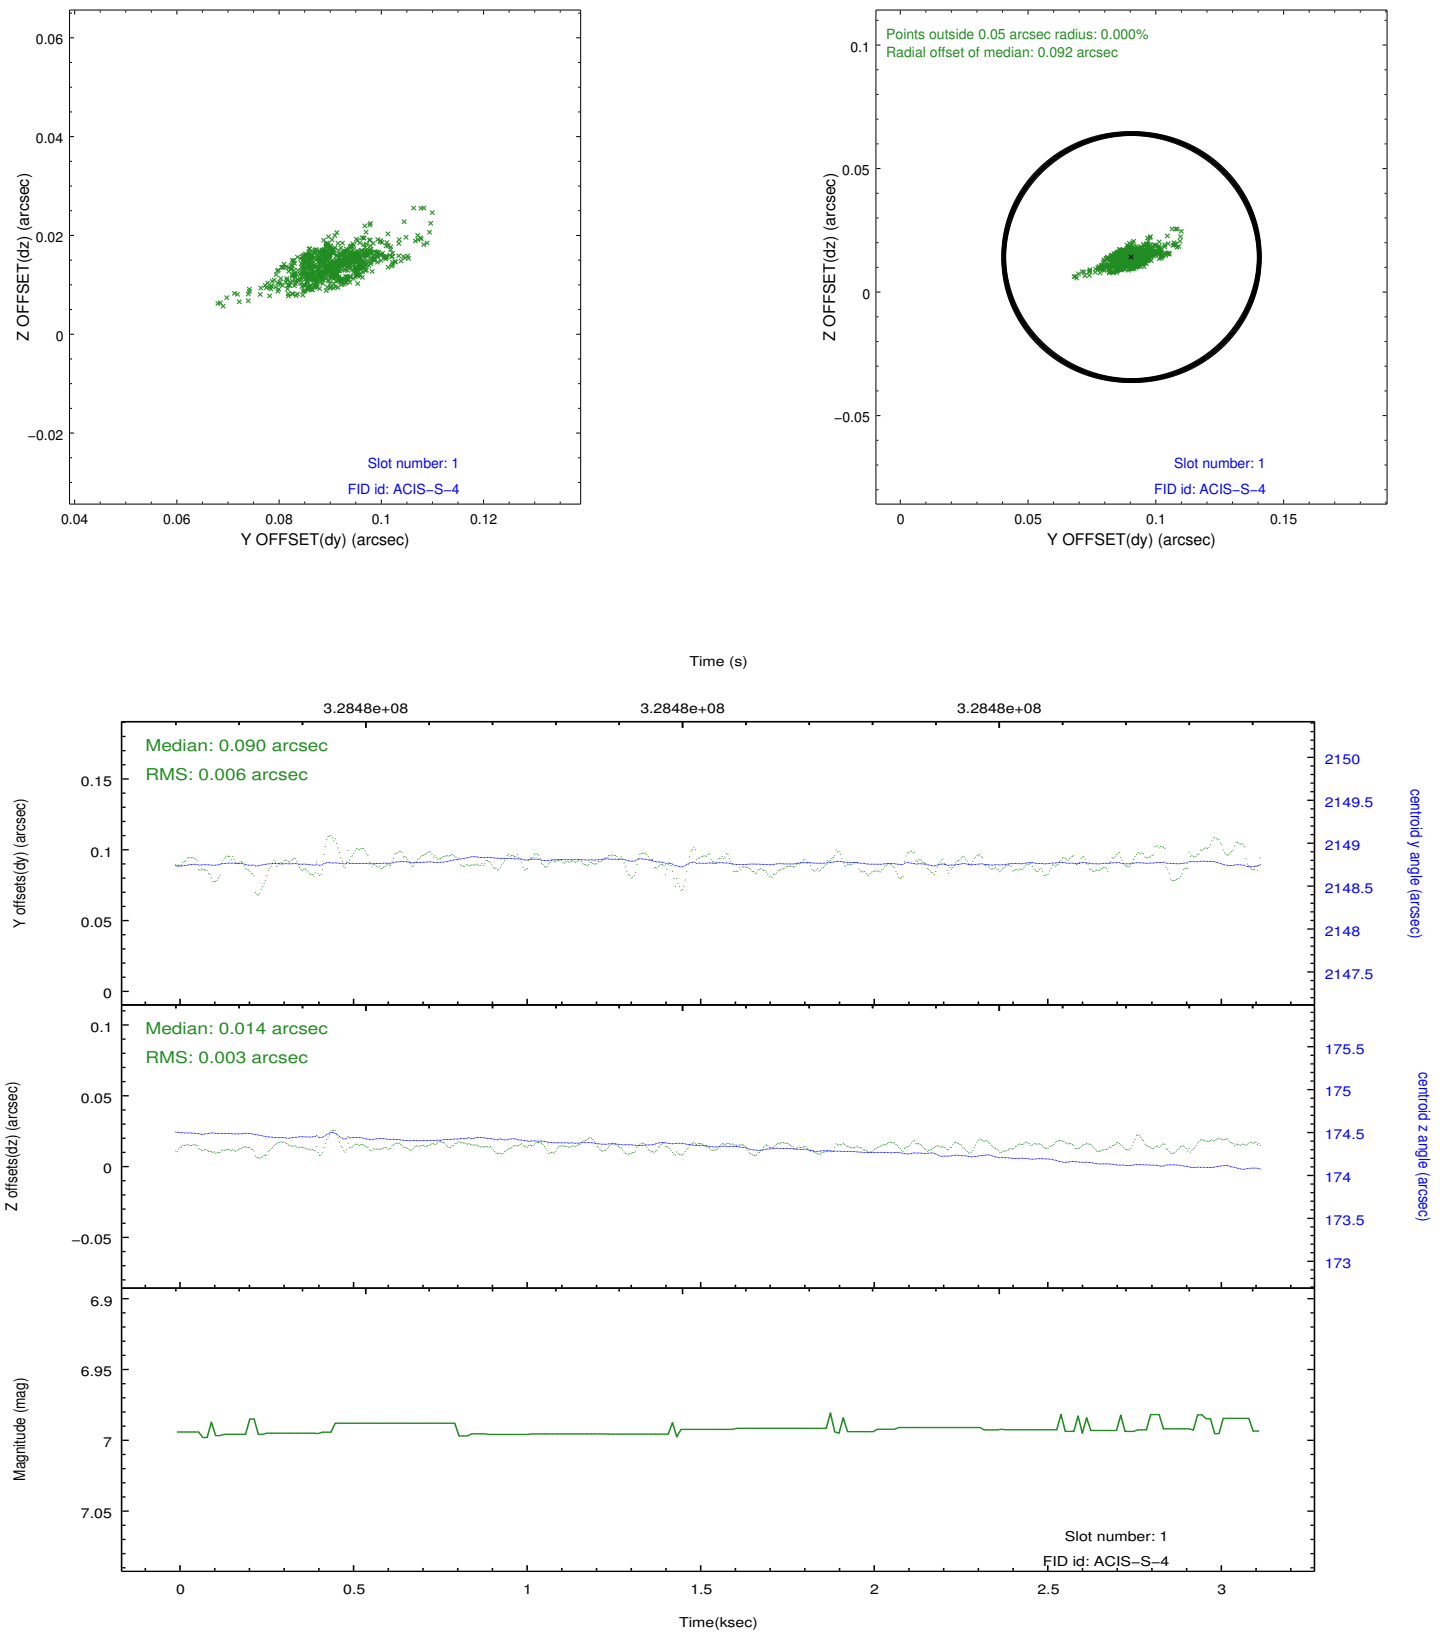 0.06
0.04
0.02
0
−0.02
0.04
0.06
0.08
0.1
0.12
Z OFFSET(dz) (arcsec)
Y OFFSET(dy) (arcsec)
Slot number: 1
FID id: ACIS−S−4
Points outside 0.05 arcsec radius: 0.000%
Radial offset of median: 0.092 arcsec
0.1
0.05
0
−0.05
0
0.05
0.1
0.15
Z OFFSET(dz) (arcsec)
Y OFFSET(dy) (arcsec)
Slot number: 1
FID id: ACIS−S−4
Time (s)
3.2848e+08
3.2848e+08
3.2848e+08
Median: 0.090 arcsec
RMS: 0.006 arcsec
0.15
0.1
0.05
0
Y offsets(dy) (arcsec)
2150
2149.5
2149
2148.5
2148
2147.5
centroid y angle (arcsec)
Median: 0.014 arcsec
RMS: 0.003 arcsec
0.1
0.05
0
−0.05
Z offsets(dz) (arcsec)
175.5
175
174.5
174
173.5
173
centroid z angle (arcsec)
6.9
6.95
7
7.05
Magnitude (mag)
Slot number: 1
FID id: ACIS−S−4
0
0.5
1
1.5
2
2.5
3
Time(ksec)